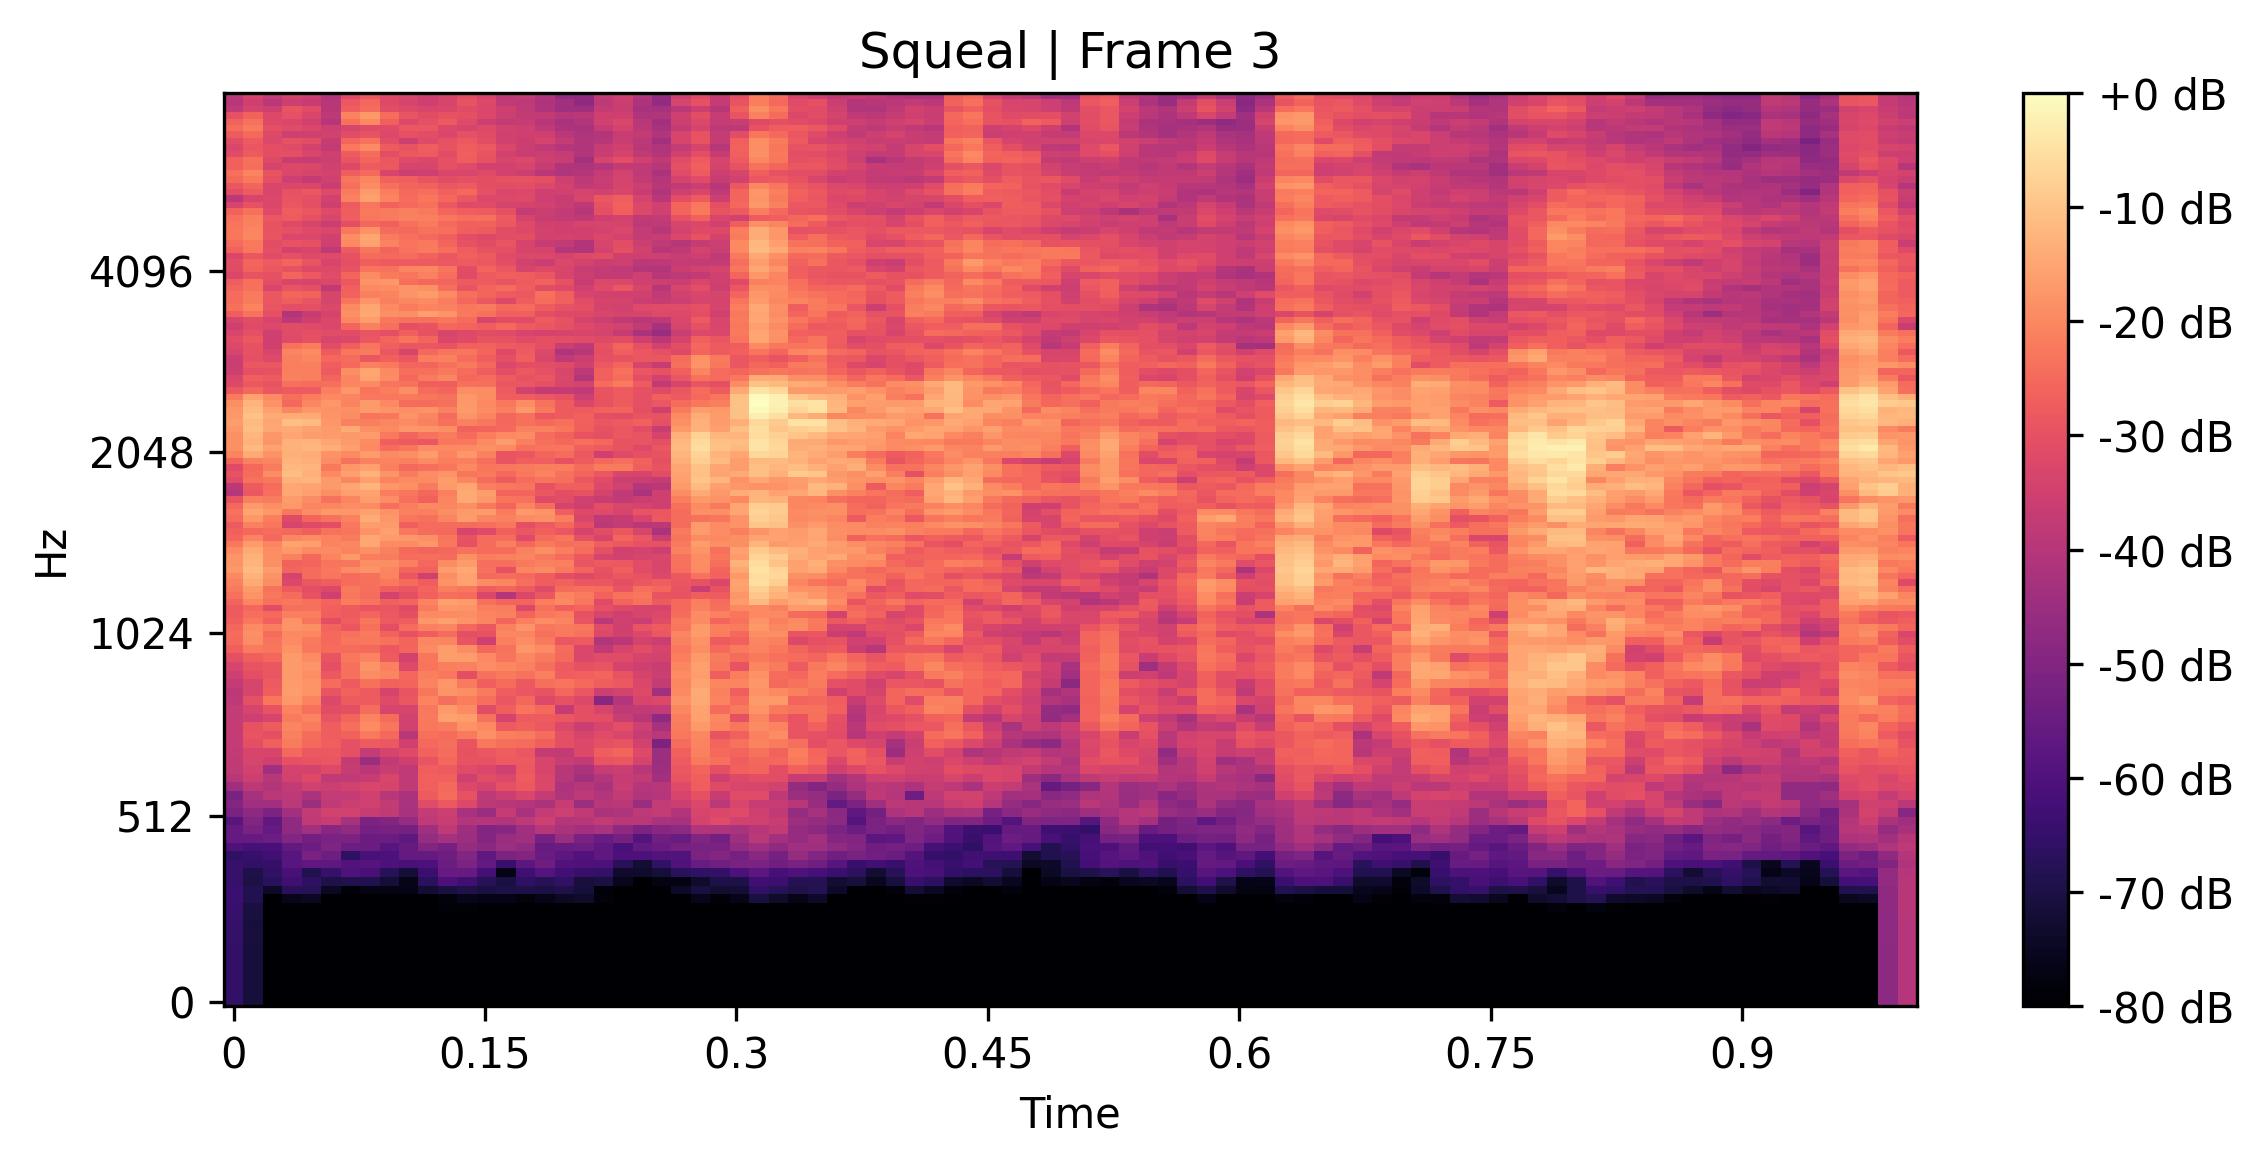 Squeal | Frame 3
Hz
4096
2048
1024
512
0
0 0.15 0.3 0.45 0.6 0.75 0.9
Time
+0 dB
-10 dB
-20 dB
-30 dB
-40 dB
-50 dB
-60 dB
-70 dB
-80 dB